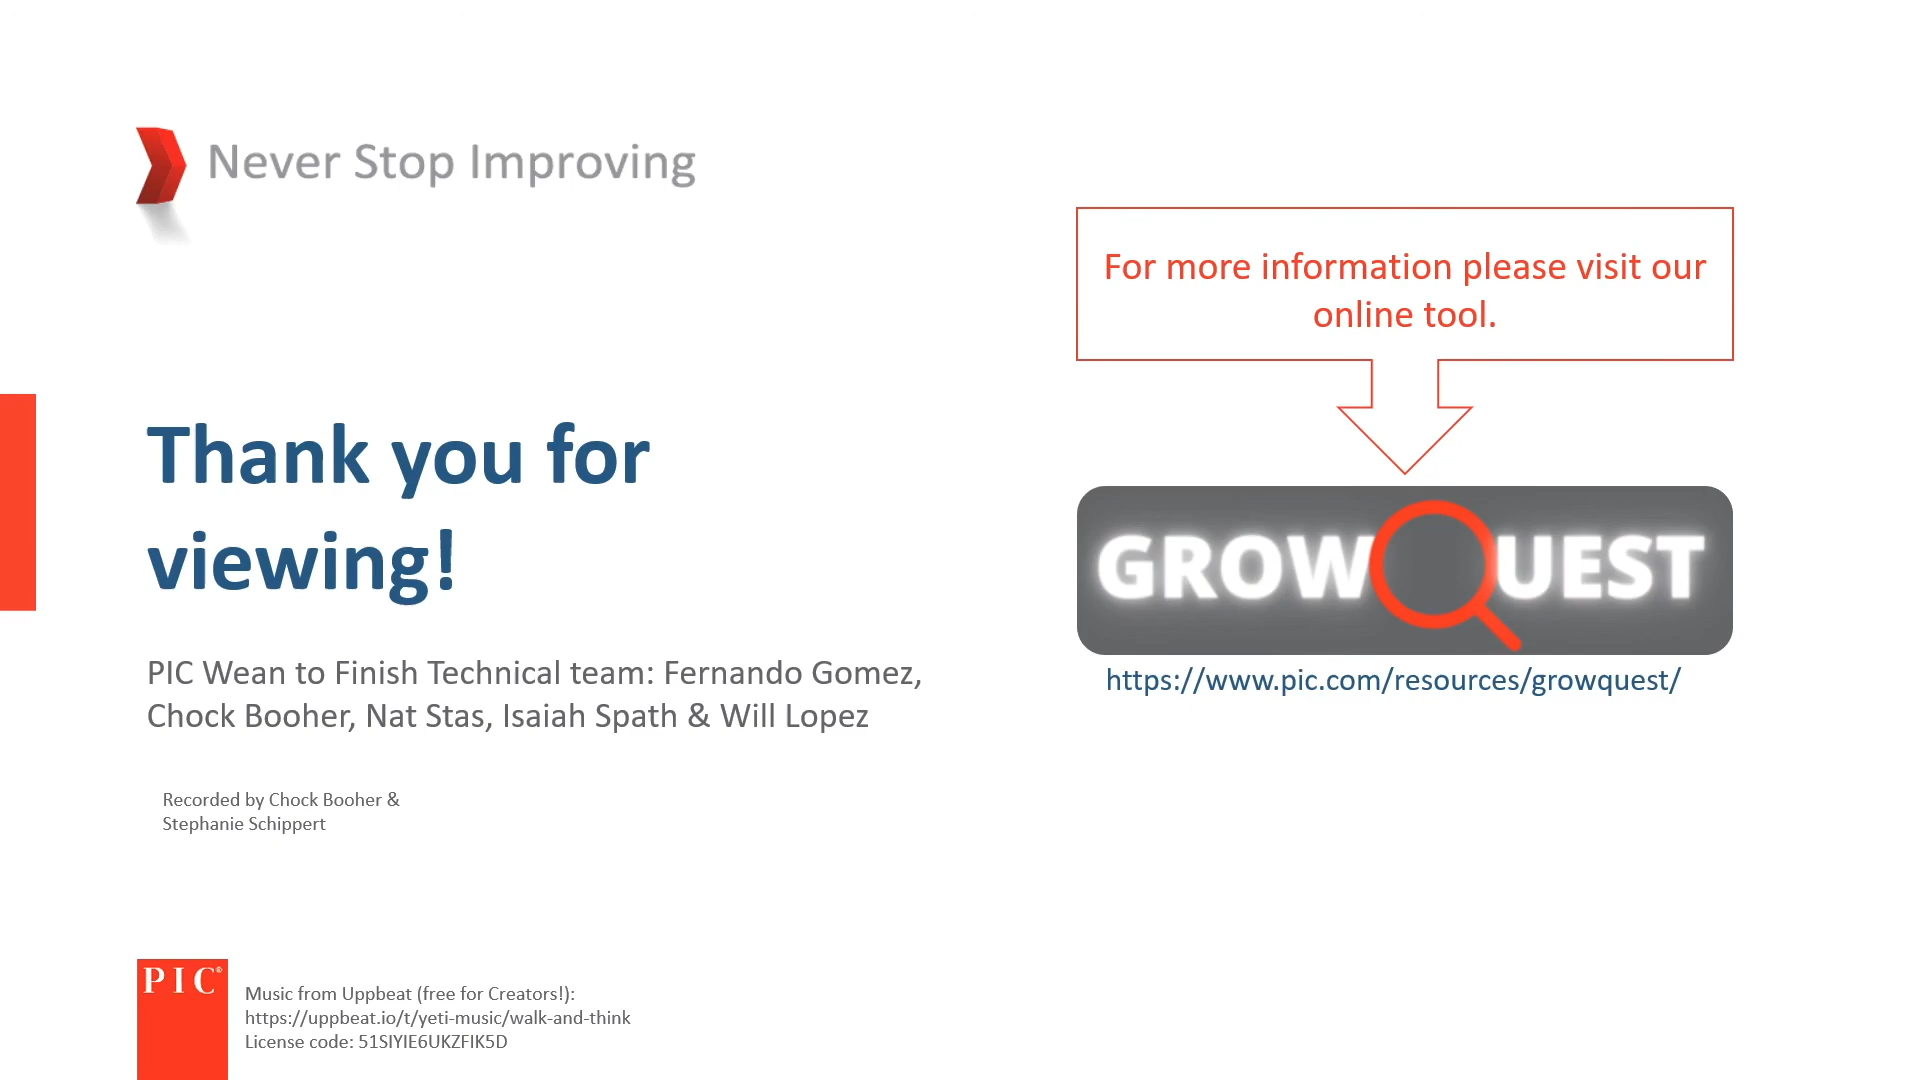 Never Stop Improving
Thank you for
viewing!
PIC Wean to Finish Technical team: Fernando Gomez,
Chock Booher, Nat Stas, Isaiah Spath & Will Lopez
Recorded by Chock Booher &
Stephanie Schippert
For more information please visit our
online tool.
GROWQUEST
https://www.pic.com/resources/growquest/
PIC®
Music from Uppbeat (free for Creators!):
https://uppbeat.io/t/yeti-music/walk-and-think
License code: 51SIYIE6UKZFIK5D